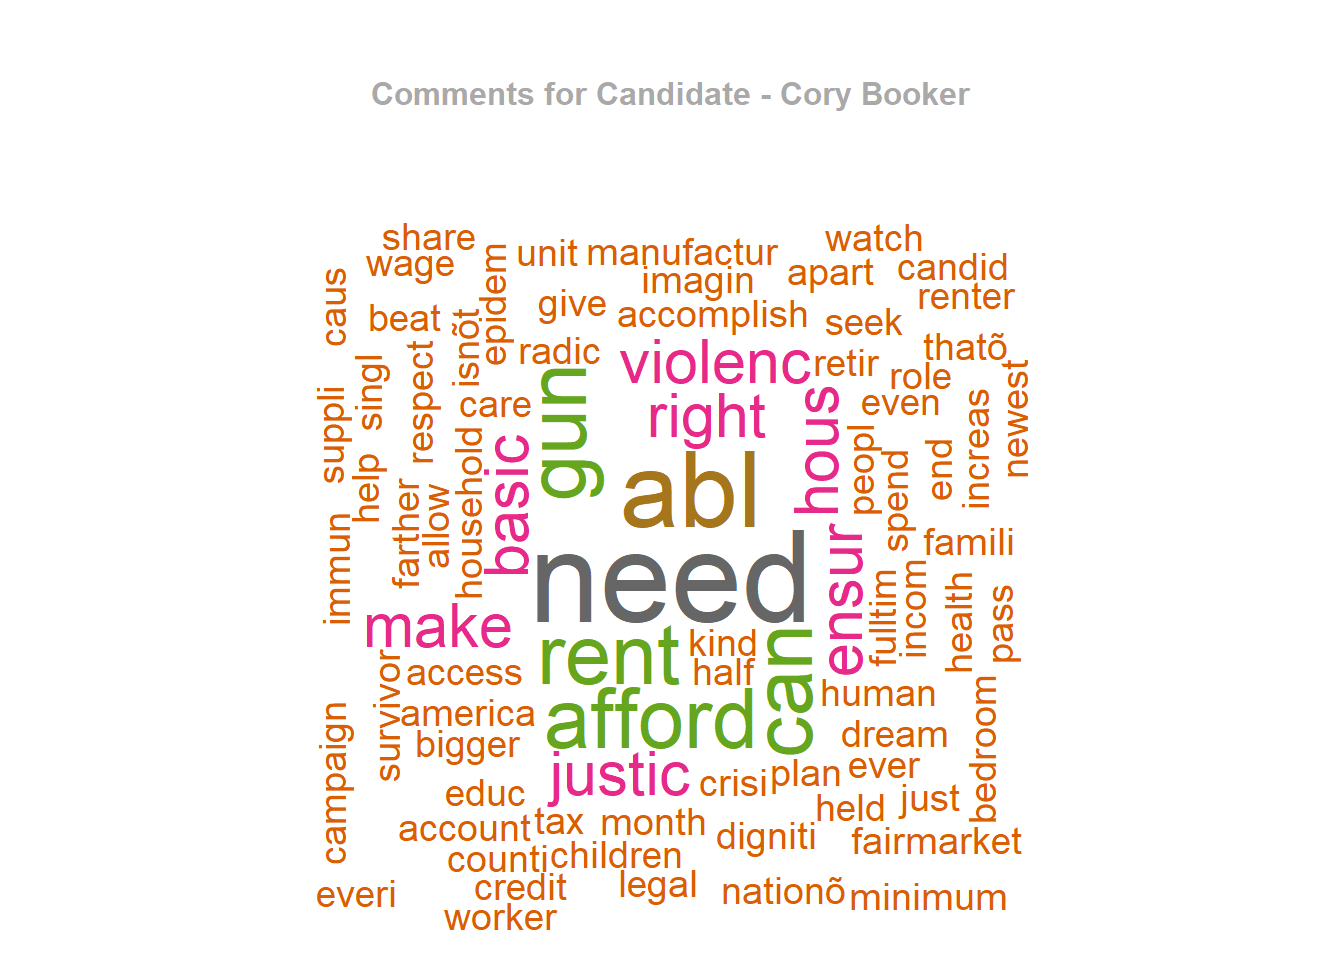 Comments for Candidate - Cory Booker
share
watch
wage
unit
manufactur
imagin
apart
candid
renter
caus
epidem
give
accomplish
beat
seek
isnõt
radic
violenc
retir
thatõ
role
singl
respect
gun
right
care
hous
even
newest
suppli
basic
increas
peopl
end
help
household
abl
spend
farther
allow
need
ensur
famili
immun
make
rent
kind
can
fulltim
incom
health
pass
access
half
survivor
human
america
afford
dream
bigger
justic
crisi
plan
ever
bedroom
campaign
educ
held
just
account
tax
month
digniti
fairmarket
counti
children
everi
credit
legal
nationõ
minimum
worker